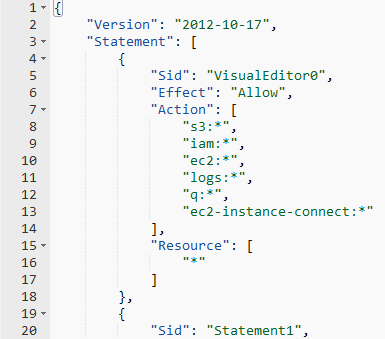 1 {
2 "Version": "2012-10-17",
3 "Statement": [
4 {
5 "Sid": "VisualEditor0",
6 "Effect": "Allow",
7 "Action": [
8 "s3:*",
9 "iam:*",
10 "ec2:*",
11 "logs:*",
12 "q:*",
13 "ec2-instance-connect:*"
14 ],
15 "Resource": [
16 "*"
17 ]
18 },
19 {
20 "Sid": "Statement1",